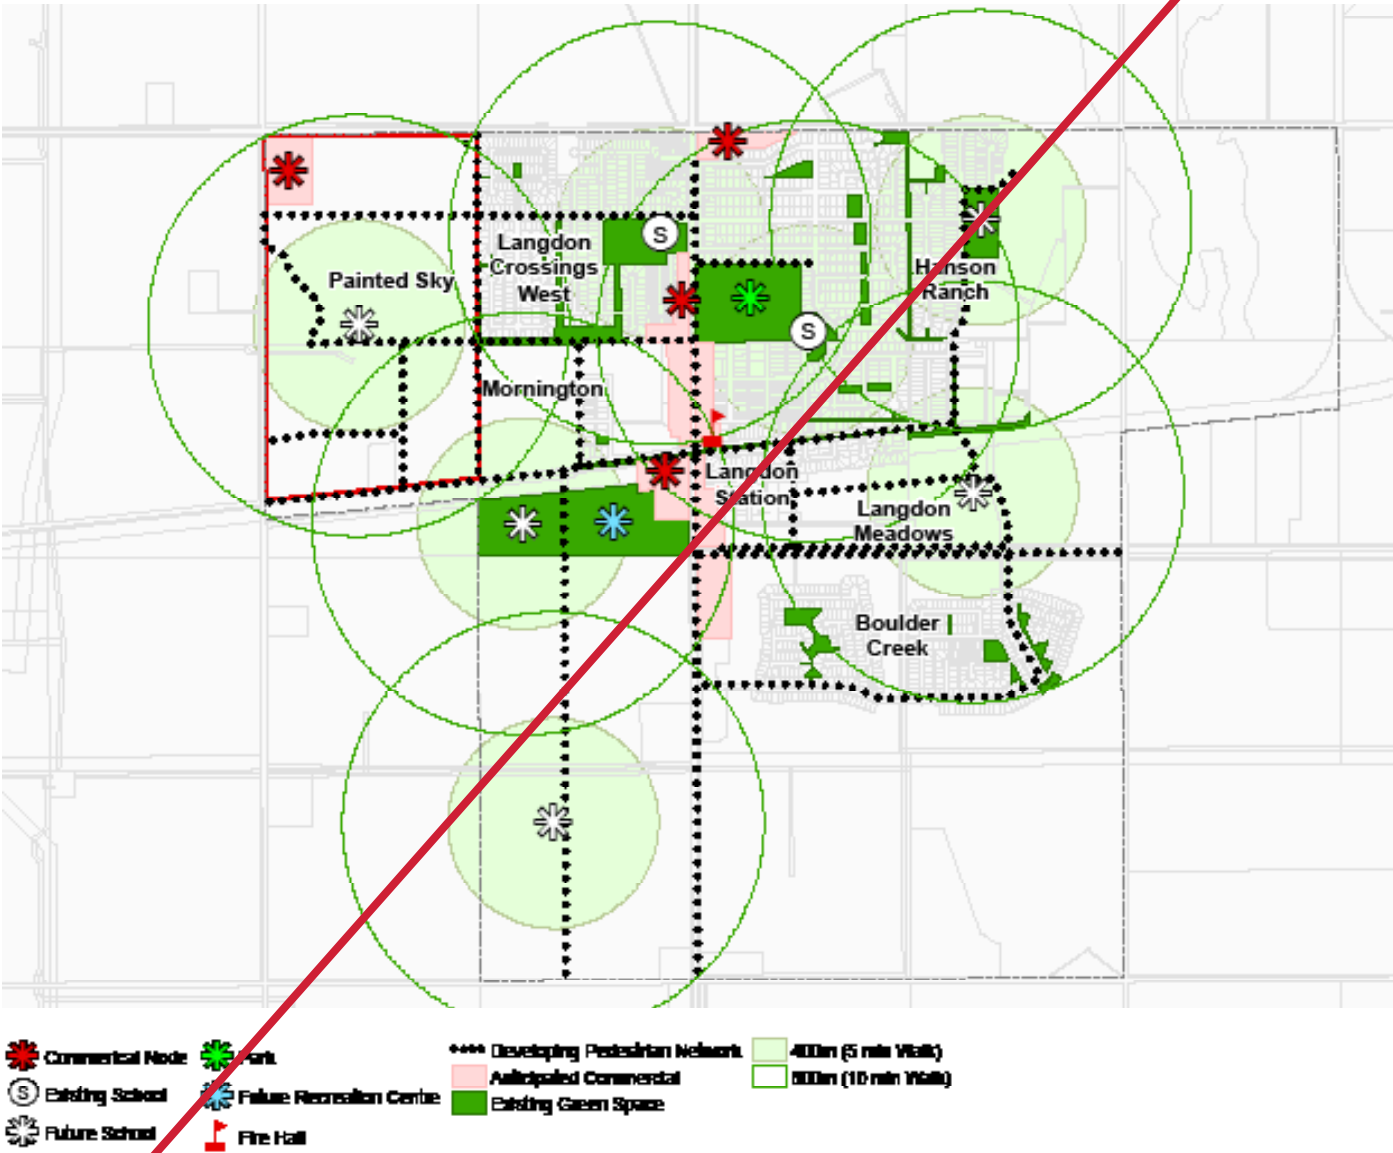 Painted Sky
Langdon
Crossings
West
S
Hanson
Ranch
S
Mornington
Langdon
Station
Langdon
Meadows
Boulder
Creek
Commerical Node
Park
Developing Pedestrian Network
400m (5 min Walk)
S
Existing School
Future Recreation Centre
Anticipated Commercial
800m (10 min Walk)
Future School
Fire Hall
Existing Green Space